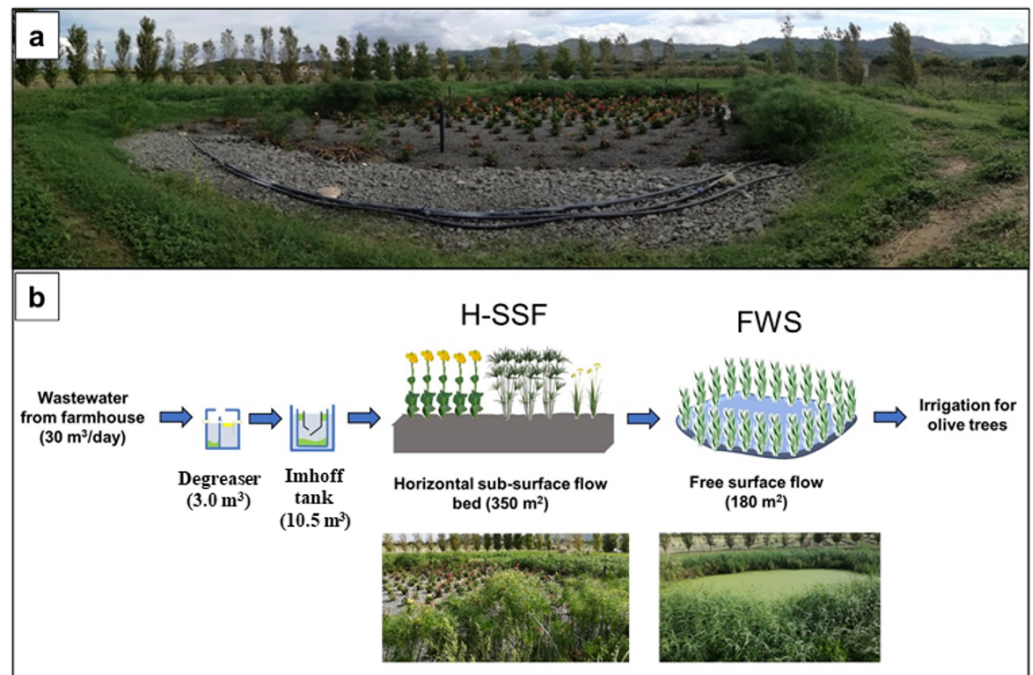 a
b
H-SSF
FWS
Wastewater
from farmhouse
(30 m³/day)
Degreaser
(3.0 m³)
Imhoff
tank
(10.5 m³)
Horizontal sub-surface flow
bed (350 m²)
Free surface flow
(180 m²)
Irrigation for
olive trees